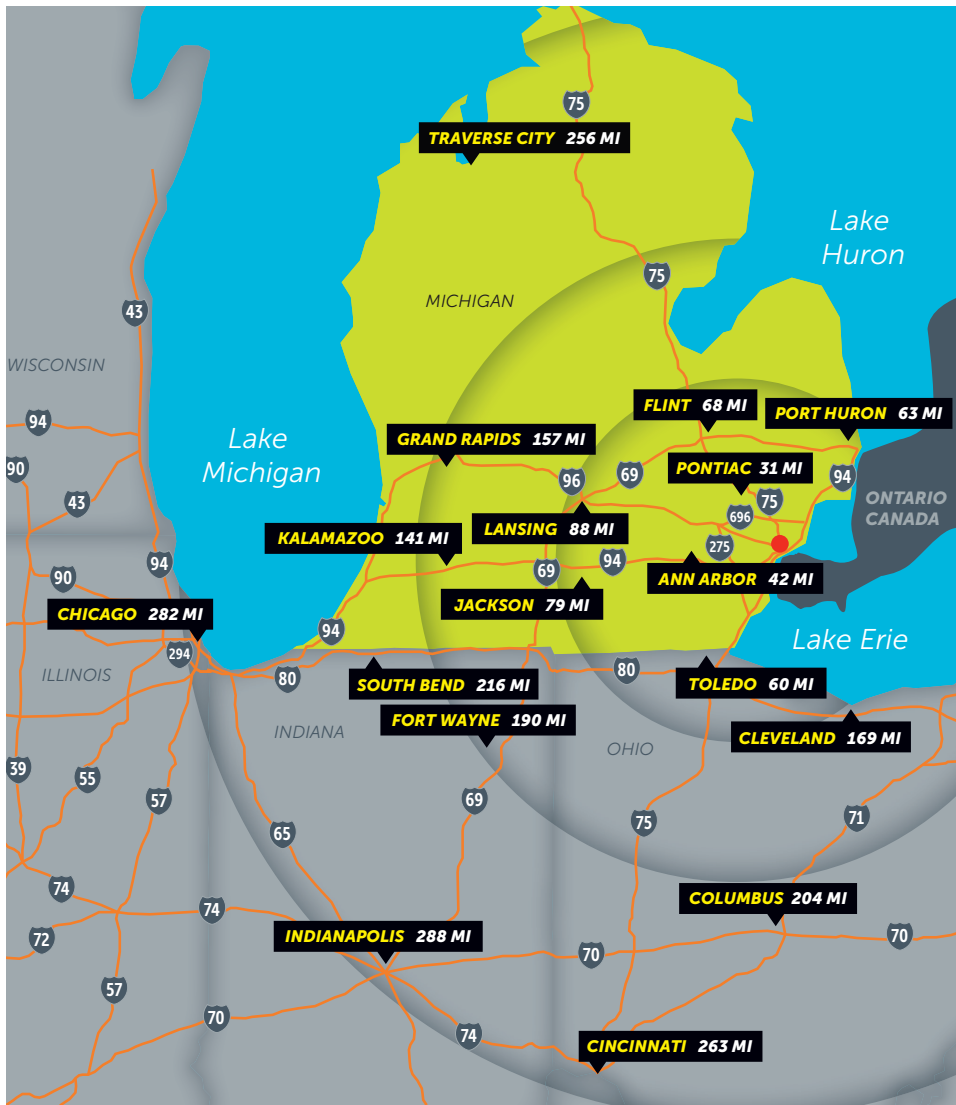 75
TRAVERSE CITY 256 MI
Lake
Huron
75
MICHIGAN
43
WISCONSIN
FLINT 68 MI
PORT HURON 63 MI
94
Lake
Michigan
GRAND RAPIDS 157 MI
90
PONTIAC 31 MI
69
96
94
43
75
ONTARIO
CANADA
696
LANSING 88 MI
KALAMAZOO 141 MI
275
94
94
69
90
ANN ARBOR 42 MI
JACKSON 79 MI
CHICAGO 282 MI
94
Lake Erie
294
ILLINOIS
80
80
SOUTH BEND 216 MI
TOLEDO 60 MI
FORT WAYNE 190 MI
INDIANA
CLEVELAND 169 MI
OHIO
39
55
57
69
75
71
65
74
COLUMBUS 204 MI
74
72
INDIANAPOLIS 288 MI
70
70
57
70
74
CINCINNATI 263 MI